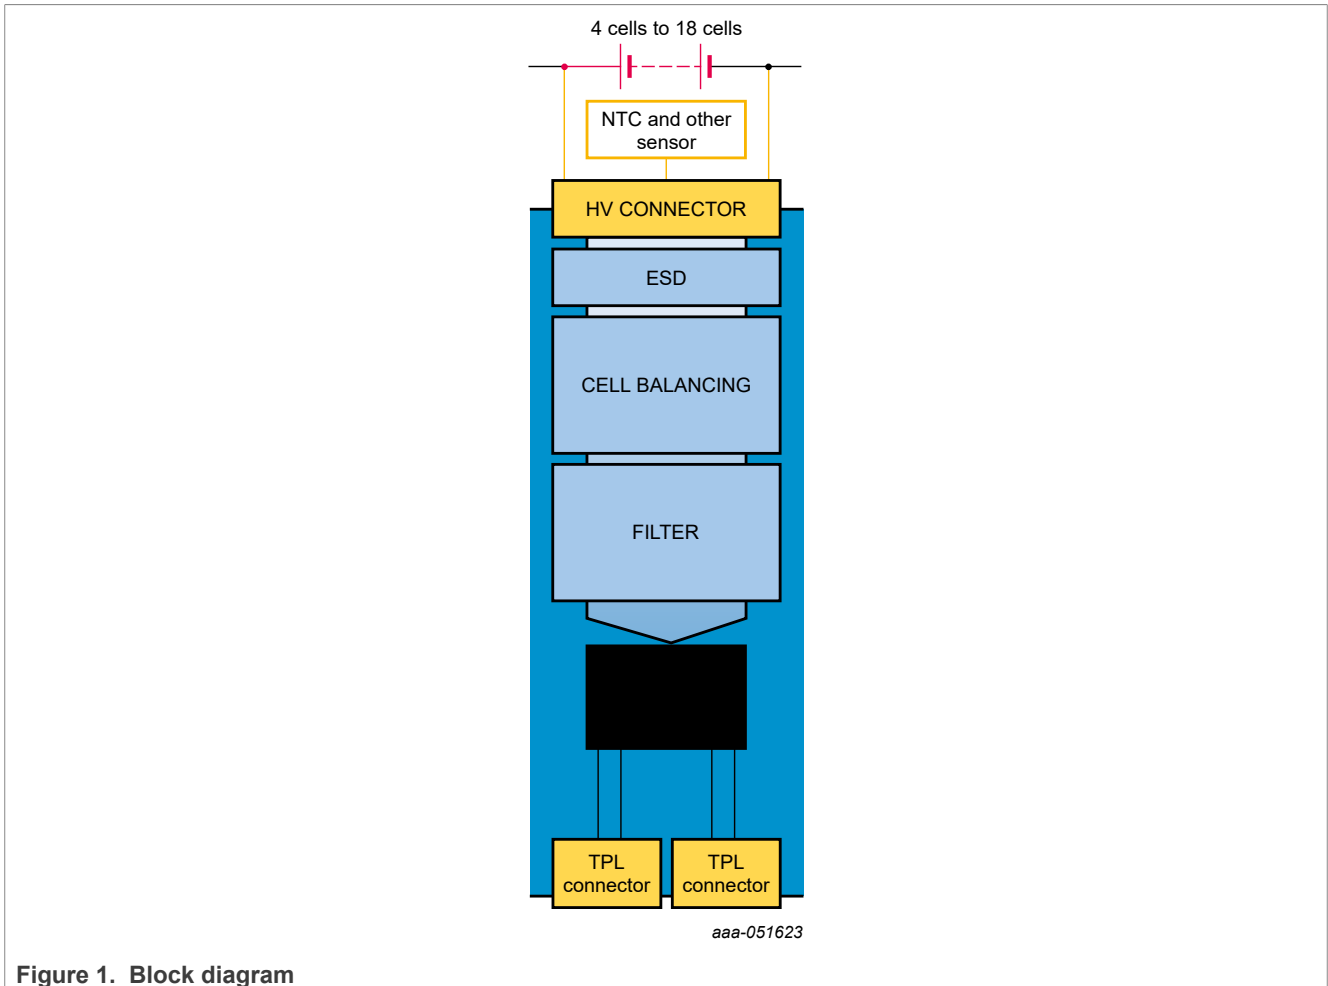 4 cells to 18 cells
NTC and other
sensor
HV CONNECTOR
ESD
CELL BALANCING
FILTER
TPL
connector
TPL
connector
aaa-051623
Figure 1. Block diagram